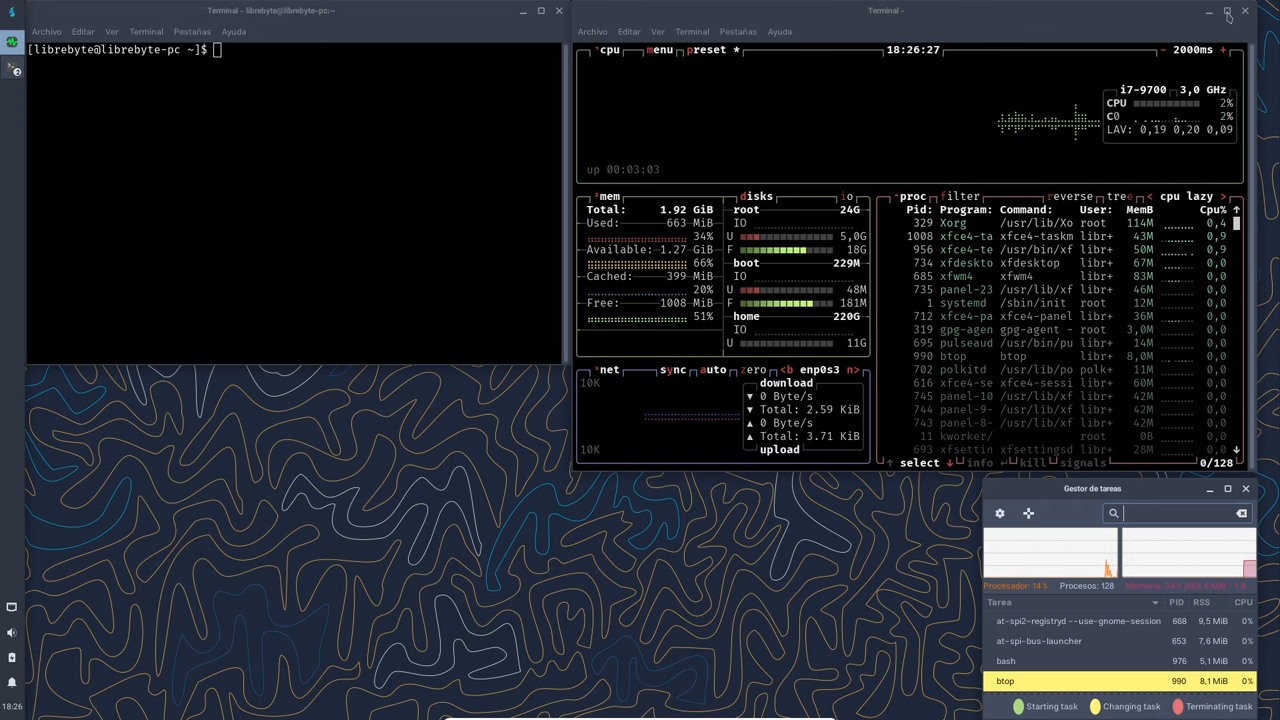 Terminal - librebyte@librebyte-pc:~
Archivo Editar Ver Terminal Pestañas Ayuda
[librebyte@librebyte-pc ~]$
2
Terminal -
Archivo Editar Ver Terminal Pestañas Ayuda
¹cpu menu preset * 18:26:27 - 2000ms +
i7-9700 3,0 GHz
CPU 2%
C0 2%
LAV: 0,19 0,20 0,09
up 00:03:03
²mem
Total: 1.92 GiB
Used: 663 MiB
34%
Available: 1.27 GiB
66%
Cached: 399 MiB
20%
Free: 1008 MiB
51%
disks io
root 24G
IO
U 5,0G
F 18G
boot 229M
IO
U 48M
F 181M
home 220G
IO
U 11G
³net sync auto zero <b enp0s3 n>
10K
download
▼ 0 Byte/s
▼ Total: 2.59 KiB
▲ 0 Byte/s
▲ Total: 3.71 KiB
10K
upload
⁴proc filter reverse tree < cpu lazy >
Pid: Program: Command: User: MemB Cpu% ↑
329 Xorg /usr/lib/Xo root 114M 0,4
1008 xfce4-ta xfce4-taskm libr+ 43M 0,9
956 xfce4-te /usr/bin/xf libr+ 50M 0,9
734 xfdeskto xfdesktop libr+ 67M 0,0
685 xfwm4 xfwm4 libr+ 83M 0,0
735 panel-23 /usr/lib/xf libr+ 46M 0,0
1 systemd /sbin/init root 12M 0,0
712 xfce4-pa xfce4-panel libr+ 36M 0,0
319 gpg-agen gpg-agent - root 3,0M 0,0
695 pulseaud /usr/bin/pu libr+ 28M 0,0
990 btop btop libr+ 8,0M 0,0
702 polkitd /usr/lib/po polk+ 11M 0,0
616 xfce4-se xfce4-sessi libr+ 60M 0,0
745 panel-10 /usr/lib/xf libr+ 42M 0,0
744 panel-9- /usr/lib/xf libr+ 42M 0,0
743 panel-8- /usr/lib/xf libr+ 42M 0,0
11 kworker/ root 0B 0,0
693 xfsettin xfsettingsd libr+ 28M 0,0 ↓
↑ select ↓ info ↵ kill signals 0/128
Gestor de tareas
Procesador: 14 % Procesos: 128
Tarea PID RSS CPU
at-spi2-registryd --use-gnome-session 668 9,5 MiB 0%
at-spi-bus-launcher 653 7,6 MiB 0%
bash 976 5,1 MiB 0%
btop 990 8,1 MiB 0%
Starting task Changing task Terminating task
18:26